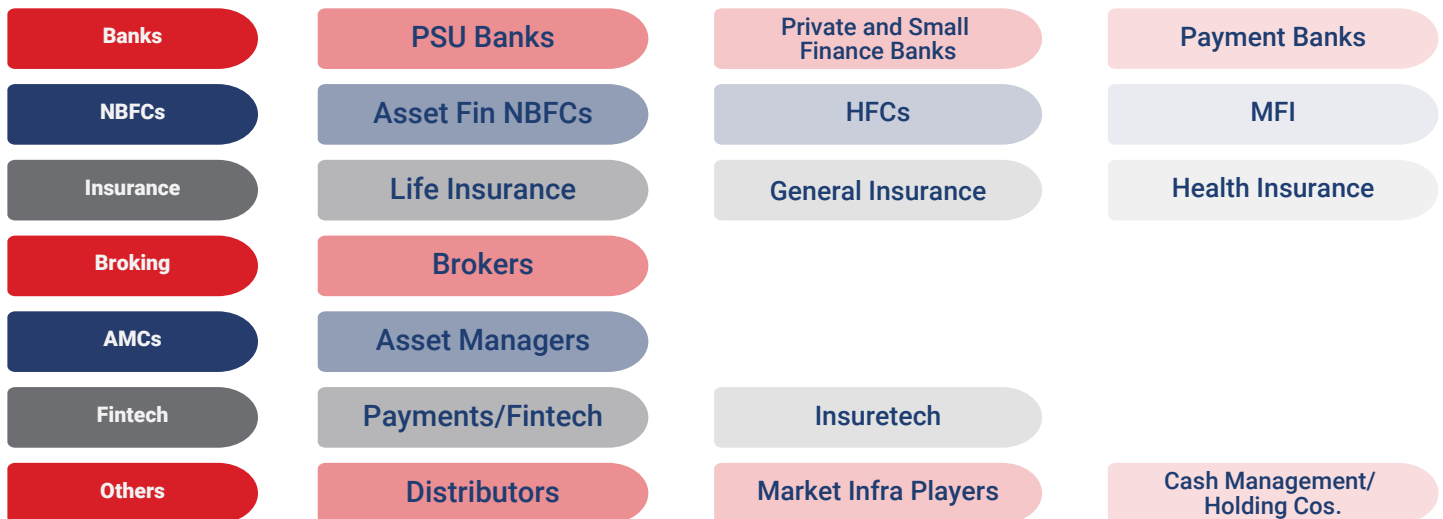 Banks
PSU Banks
Private and Small
Finance Banks
Payment Banks
NBFCs
Asset Fin NBFCs
HFCs
MFI
Insurance
Life Insurance
General Insurance
Health Insurance
Broking
Brokers
AMCs
Asset Managers
Fintech
Payments/Fintech
Insuretech
Others
Distributors
Market Infra Players
Cash Management/
Holding Cos.